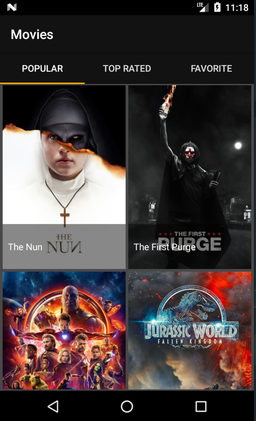 11:18
Movies
POPULAR TOP RATED FAVORITE
THE
NUN
The Nun
THE FIRST
PURGE
The First Purge
JURASSIC WORLD
FALLEN KINGDOM